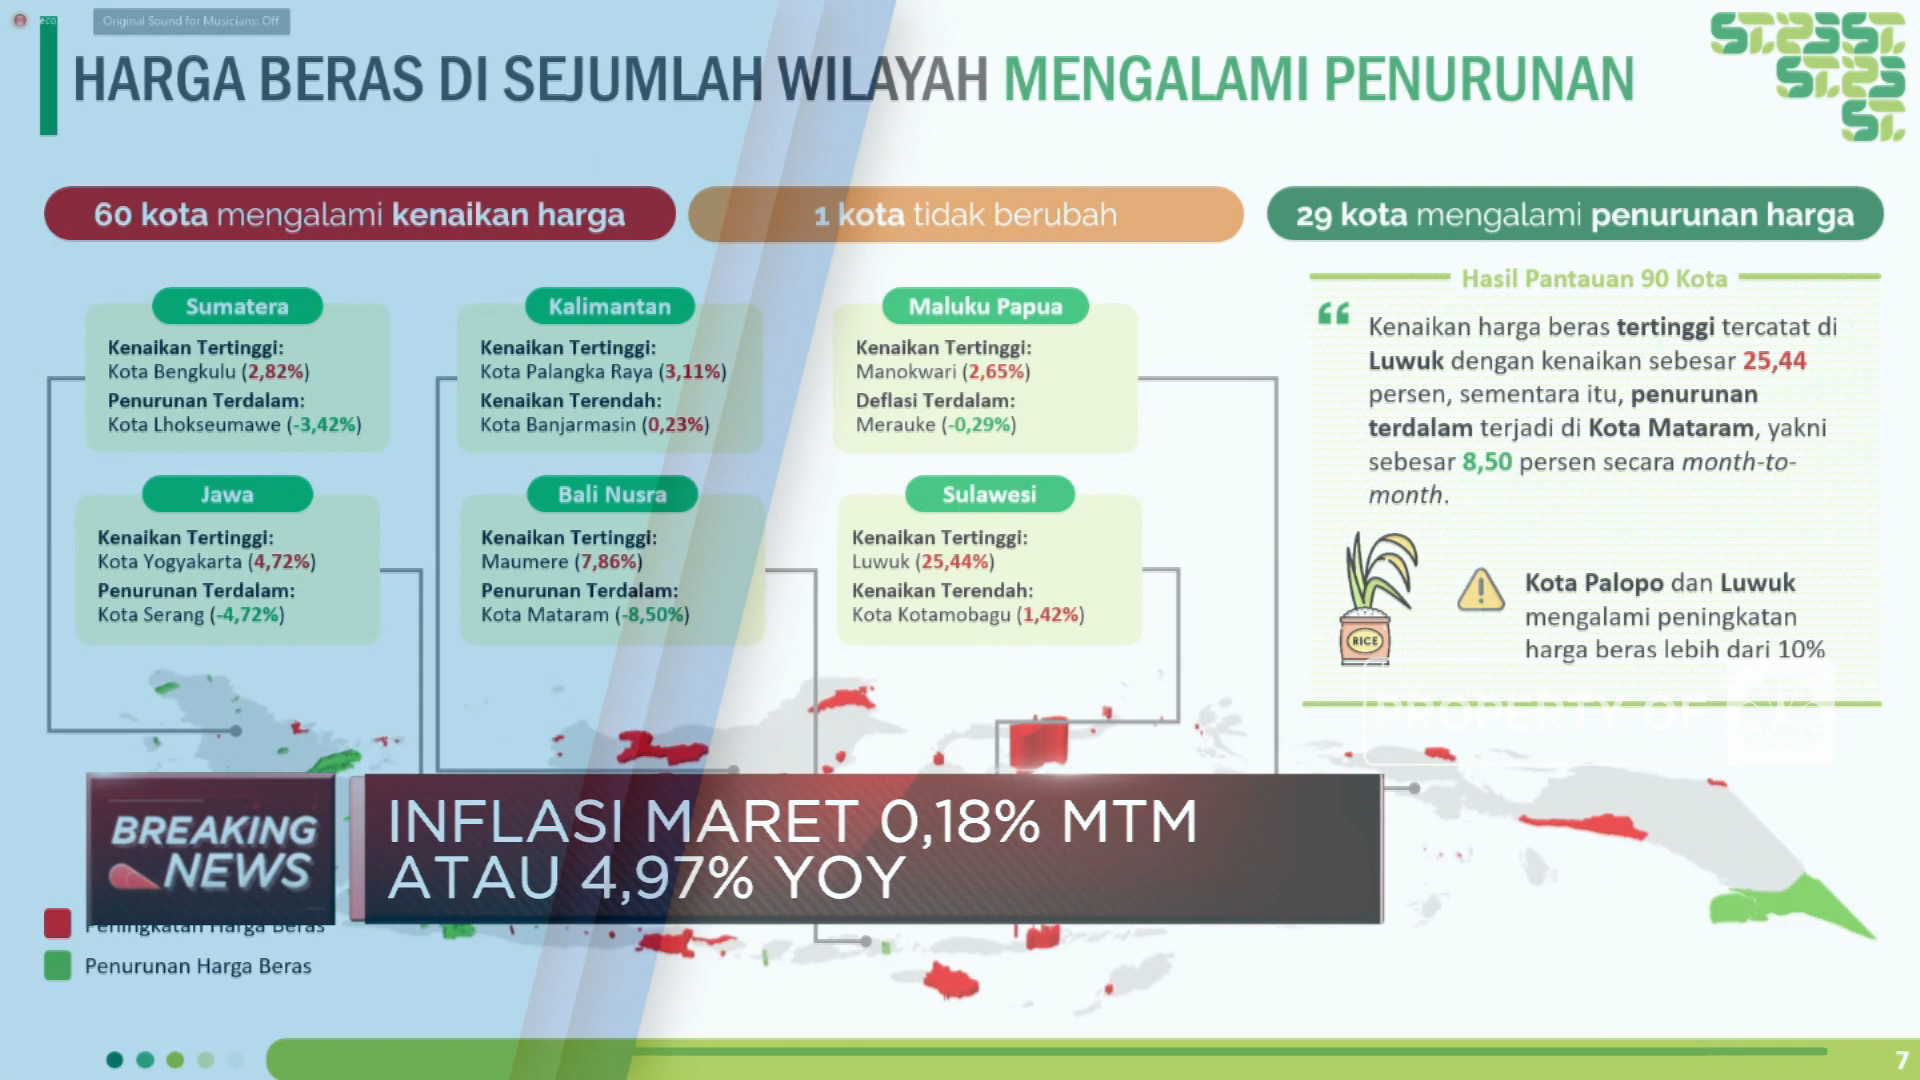 Original Sound for Musicians: Off
HARGA BERAS DI SEJUMLAH WILAYAH MENGALAMI PENURUNAN
60 kota mengalami kenaikan harga
1 kota tidak berubah
29 kota mengalami penurunan harga
Sumatera
Kenaikan Tertinggi:
Kota Bengkulu (2,82%)
Penurunan Terdalam:
Kota Lhokseumawe (-3,42%)
Kalimantan
Kenaikan Tertinggi:
Kota Palangka Raya (3,11%)
Kenaikan Terendah:
Kota Banjarmasin (0,23%)
Maluku Papua
Kenaikan Tertinggi:
Manokwari (2,65%)
Deflasi Terdalam:
Merauke (-0,29%)
Jawa
Kenaikan Tertinggi:
Kota Yogyakarta (4,72%)
Penurunan Terdalam:
Kota Serang (-4,72%)
Bali Nusra
Kenaikan Tertinggi:
Maumere (7,86%)
Penurunan Terdalam:
Kota Mataram (-8,50%)
Sulawesi
Kenaikan Tertinggi:
Luwuk (25,44%)
Kenaikan Terendah:
Kota Kotamobagu (1,42%)
Hasil Pantauan 90 Kota
“ Kenaikan harga beras tertinggi tercatat di
Luwuk dengan kenaikan sebesar 25,44
persen, sementara itu, penurunan
terdalam terjadi di Kota Mataram, yakni
sebesar 8,50 persen secara month-to-
month.
RICE
Kota Palopo dan Luwuk
mengalami peningkatan
harga beras lebih dari 10%
PROPERTY OF
BREAKING
NEWS
INFLASI MARET 0,18% MTM
ATAU 4,97% YOY
Peningkatan Harga Beras
Penurunan Harga Beras
7